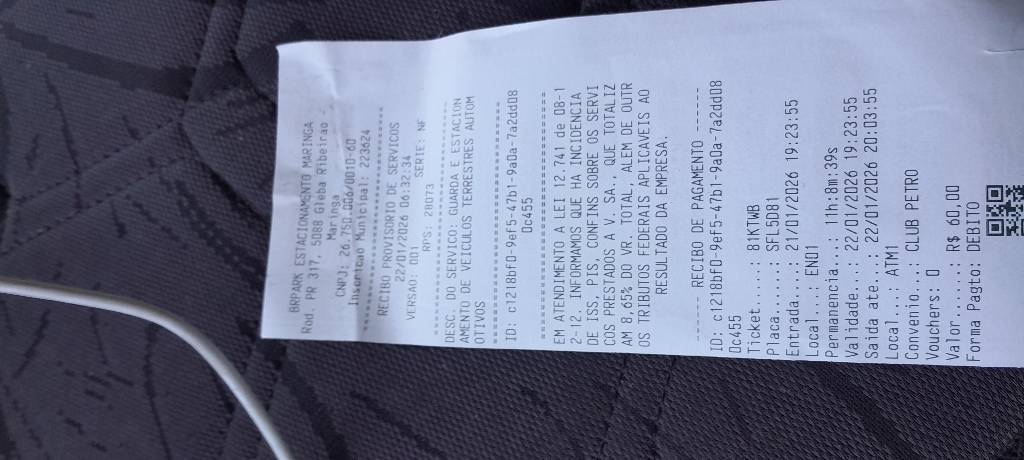 BRPARK ESTACIONAMENTO MARINGA
Rod. PR 317, 5088 Gleba Ribeirao -
Maringa
CNPJ: 26.750.006/0010-60
Inscricao Municipal: 223624
RECIBO PROVISORIO DE SERVICOS
22/01/2026 06:32:34
VERSAO: 001 SERIE: NF
RPS: 28073
DESC. DO SERVICO: GUARDA E ESTACION
AMENTO DE VEICULOS TERRESTRES AUTOM
OTIVOS
ID: c1218bf0-9ef5-47b1-9a0a-7a2dd08
0c455
EM ATENDIMENTO A LEI 12.741 de 08-1
2-12. INFORMAMOS QUE HA INCIDENCIA
DE ISS, PIS, CONFINS SOBRE OS SERVI
COS PRESTADOS A V. SA., QUE TOTALIZ
AM 8,65% DO VR. TOTAL, ALEM DE OUTR
OS TRIBUTOS FEDERAIS APLICAVEIS AO
RESULTADO DA EMPRESA.
------ RECIBO DE PAGAMENTO ------
ID: c1218bf0-9ef5-47b1-9a0a-7a2dd08
0c455
Ticket......: 81KTWB
Placa.......: SFL5D81
Entrada.....: 21/01/2026 19:23:55
Local...: EN01
Permanencia..: 11h:8m:39s
Validade....: 22/01/2026 19:23:55
Saida ate...: 22/01/2026 20:03:55
Local...: ATM1
Convenio...: CLUB PETRO
Vouchers: 0
Valor......: R$ 60,00
Forma Pagto: DEBITO